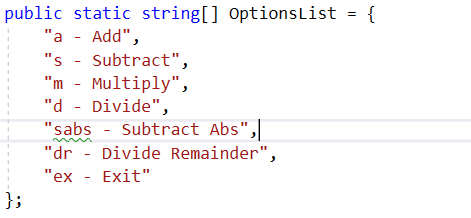 public static string[] OptionsList = {
    "a - Add",
    "s - Subtract",
    "m - Multiply",
    "d - Divide",
    "sabs - Subtract Abs",
    "dr - Divide Remainder",
    "ex - Exit"
};